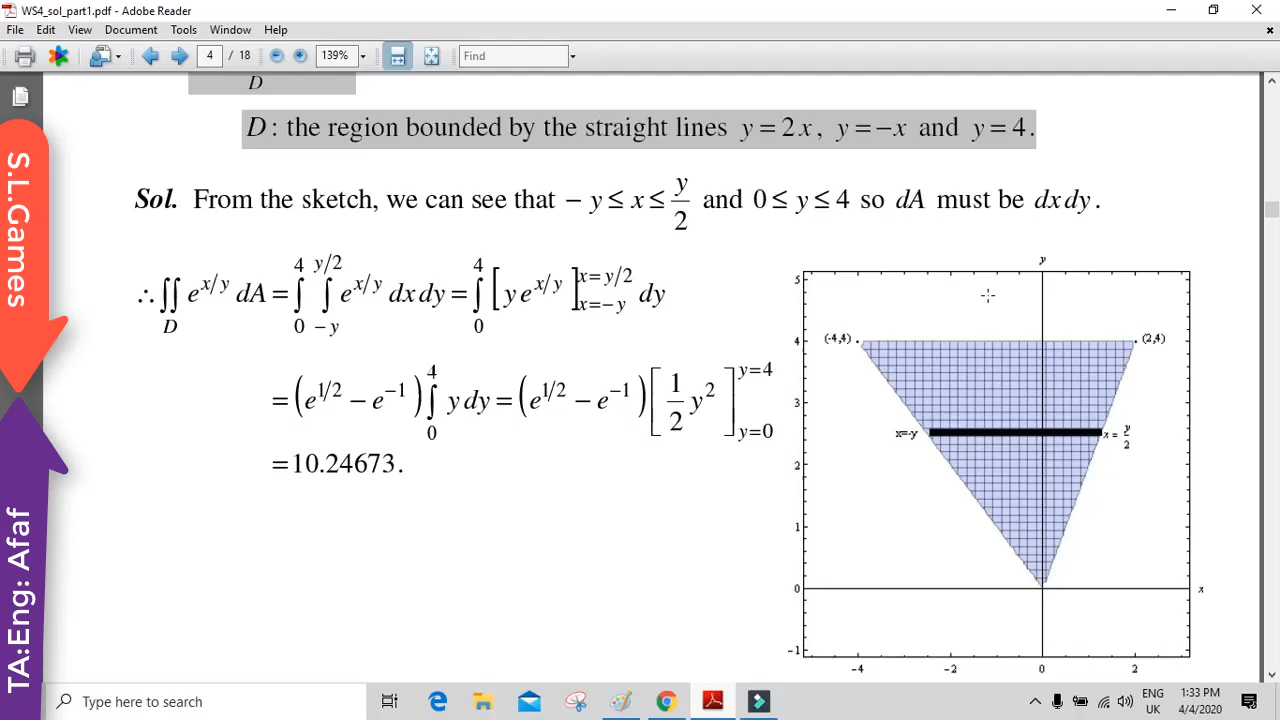 WS4_sol_part1.pdf - Adobe Reader
File Edit View Document Tools Window Help
4 / 18 139% Find
D
D : the region bounded by the straight lines y = 2x , y = −x and y = 4 .
Sol. From the sketch, we can see that − y ≤ x ≤ y/2 and 0 ≤ y ≤ 4 so dA must be dx dy .
∴ ∬_D e^{x/y} dA = ∫_0^4 ∫_{−y}^{y/2} e^{x/y} dx dy = ∫_0^4 [ y e^{x/y} ]_{x=−y}^{x=y/2} dy
= (e^{1/2} − e^{−1}) ∫_0^4 y dy = (e^{1/2} − e^{−1}) [ 1/2 y^2 ]_{y=0}^{y=4}
= 10.24673 .
y
5
4
3
2
1
0
-1
(-4,4)
(2,4)
x=-y
x = y/2
x
-4 -2 0 2
S.L.Games
TA:Eng: Afaf
Type here to search
ENG
UK
1:33 PM
4/4/2020